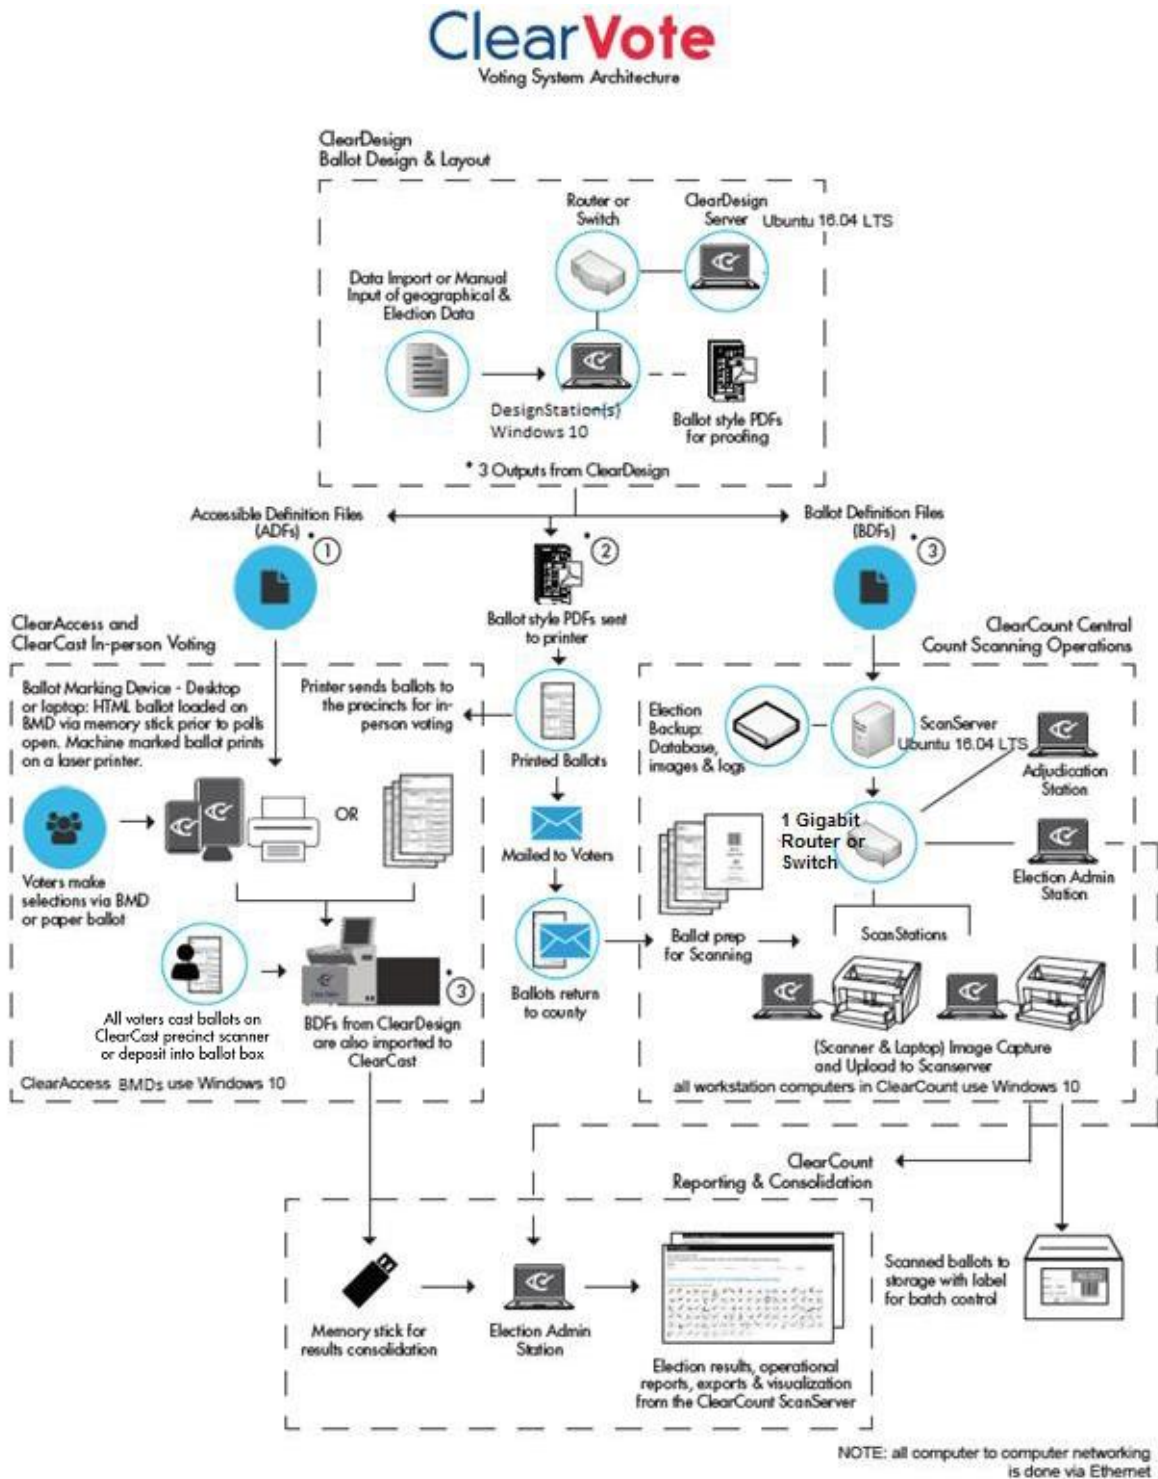 ClearVote
Voting System Architecture
ClearDesign
Ballot Design & Layout
Router or
Switch
ClearDesign
Server
Ubuntu 16.04 LTS
Data Import or Manual
Input of geographical &
Election Data
DesignStation(s)
Windows 10
Ballot style PDFs
for proofing
* 3 Outputs from ClearDesign
Accessible Definition Files
(ADFs) *
1
* 2
Ballot style PDFs sent
to printer
Ballot Definition Files
(BDFs) *
3
ClearAccess and
ClearCast In-person Voting
Ballot Marking Device - Desktop
or laptop: HTML ballot loaded on
BMD via memory stick prior to polls
open. Machine marked ballot prints
on a laser printer.
Printer sends ballots to
the precincts for in-
person voting
OR
Voters make
selections via BMD
or paper ballot
All voters cast ballots on
ClearCast precinct scanner
or deposit into ballot box
* 3
BDFs from ClearDesign
are also imported to
ClearCast
ClearAccess BMDs use Windows 10
Printed Ballots
Mailed to Voters
Ballots return
to county
ClearCount Central
Count Scanning Operations
Election
Backup:
Database,
images & logs
ScanServer
Ubuntu 16.04 LTS
Adjudication
Station
1 Gigabit
Router or
Switch
Election Admin
Station
Ballot prep
for Scanning
ScanStations
(Scanner & Laptop) Image Capture
and Upload to Scanserver
all workstation computers in ClearCount use Windows 10
ClearCount
Reporting & Consolidation
Memory stick for
results consolidation
Election Admin
Station
Election results, operational
reports, exports & visualization
from the ClearCount ScanServer
Scanned ballots to
storage with label
for batch control
NOTE: all computer to computer networking
is done via Ethernet